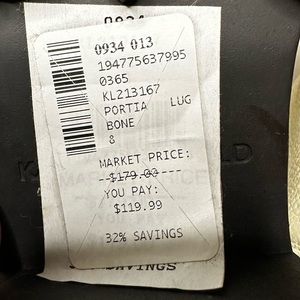 0934 013
194775637995
0365
KL213167
PORTIA LUG
BONE
8
MARKET PRICE:
$179.00
YOU PAY:
$119.99
32% SAVINGS
SAVINGS